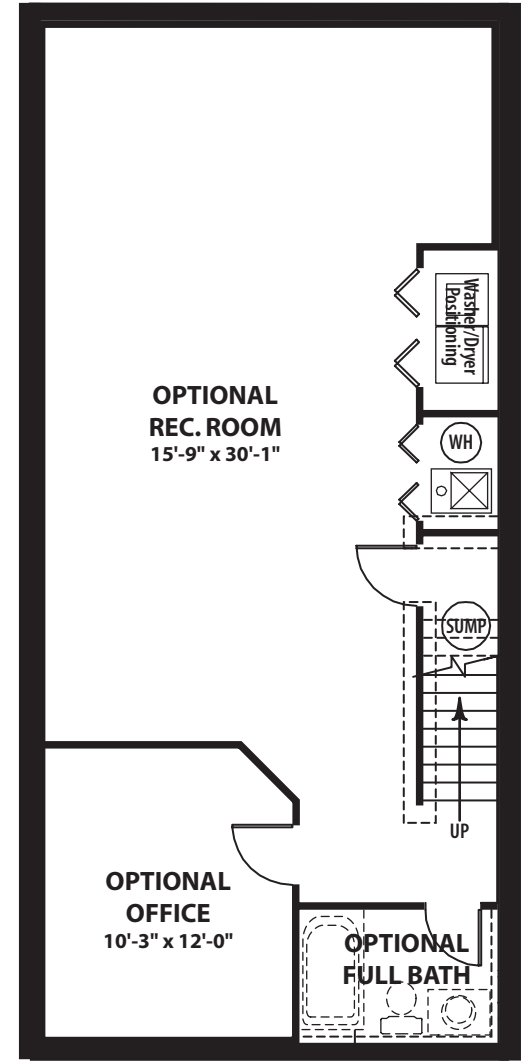 Washer/Dryer
Positioning
OPTIONAL
REC. ROOM
15'-9" x 30'-1"
WH
SUMP
UP
OPTIONAL
OFFICE
10'-3" x 12'-0"
OPTIONAL
FULL BATH